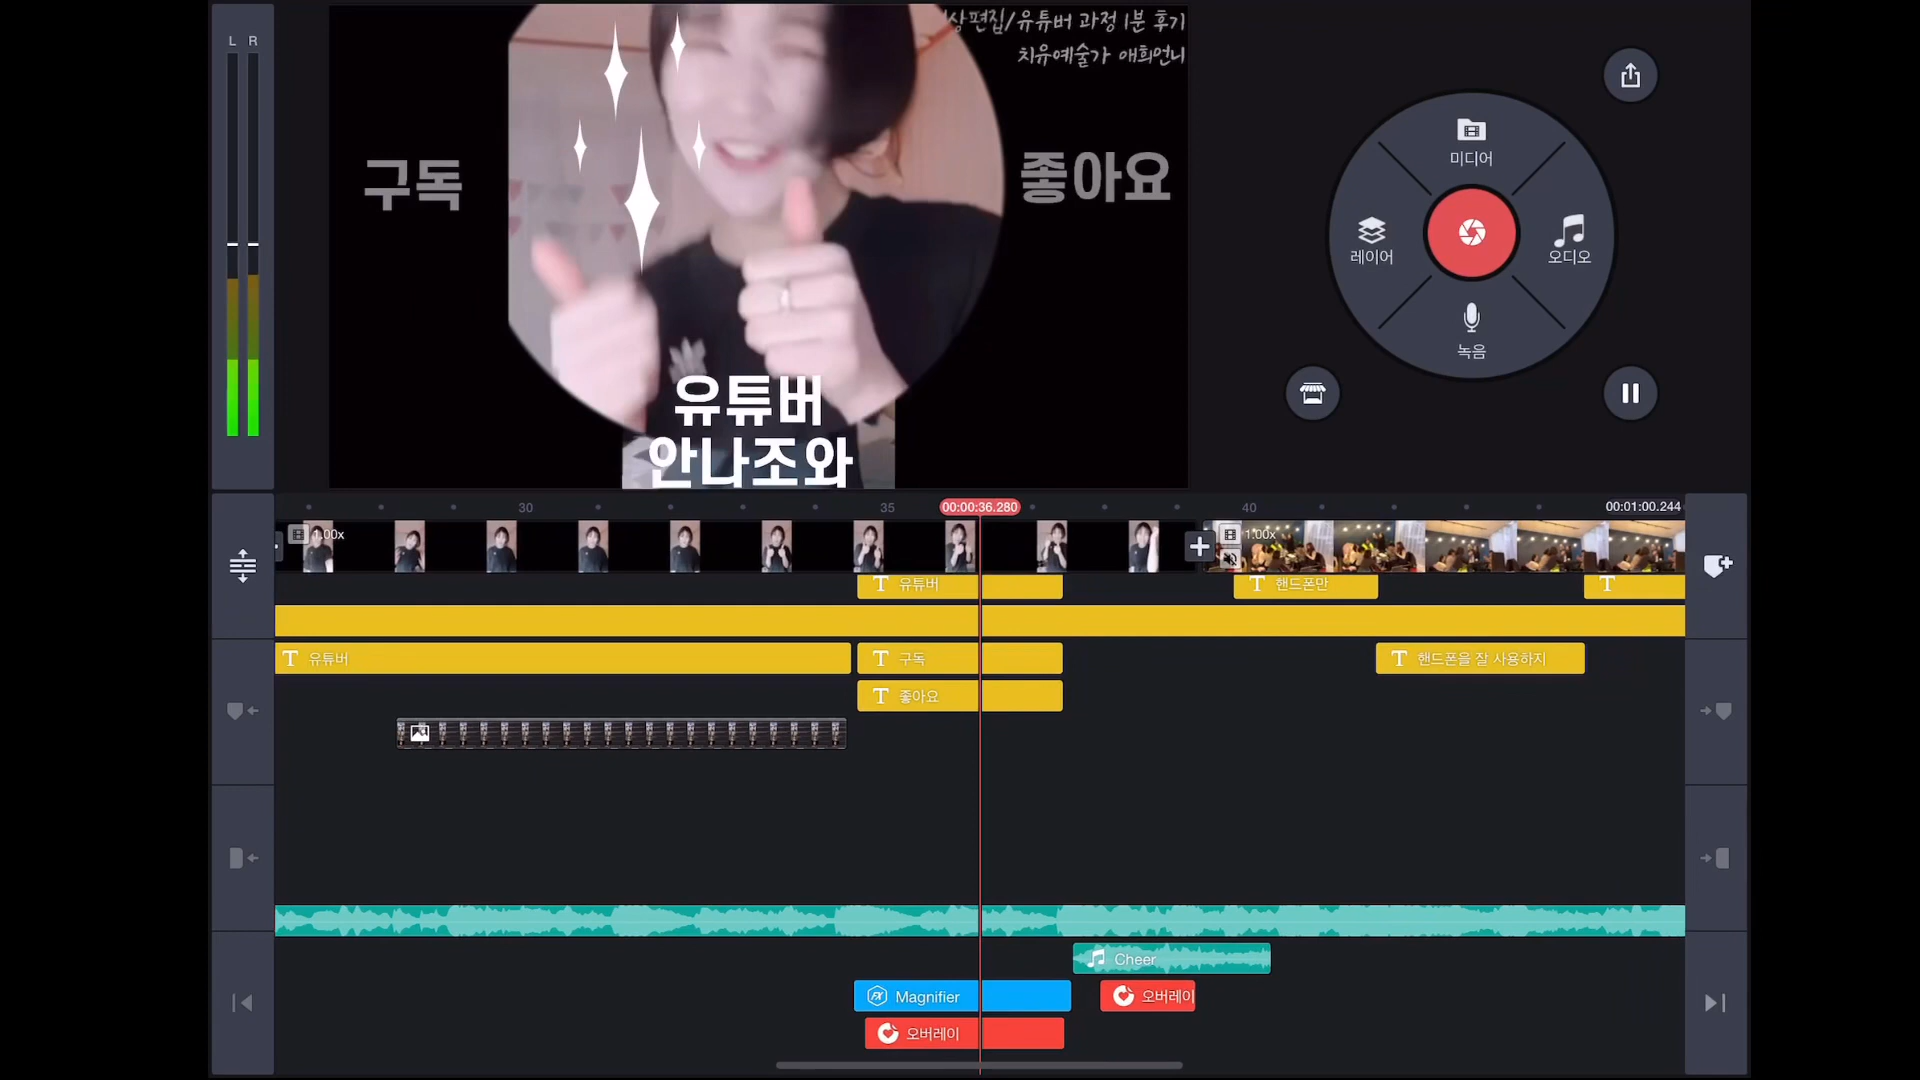 L R
상편집/유튜버 과정 1분 후기
치유예술가 애희언니
구독
좋아요
유튜버
안나조와
미디어
레이어
오디오
녹음
30
35
00:00:36.280
40
00:01:00.244
1.00x
1.00x
T 유튜버
T 핸드폰만
T
T 유튜버
T 구독
T 핸드폰을 잘 사용하지
T 좋아요
Cheer
FX Magnifier
오버레이
오버레이